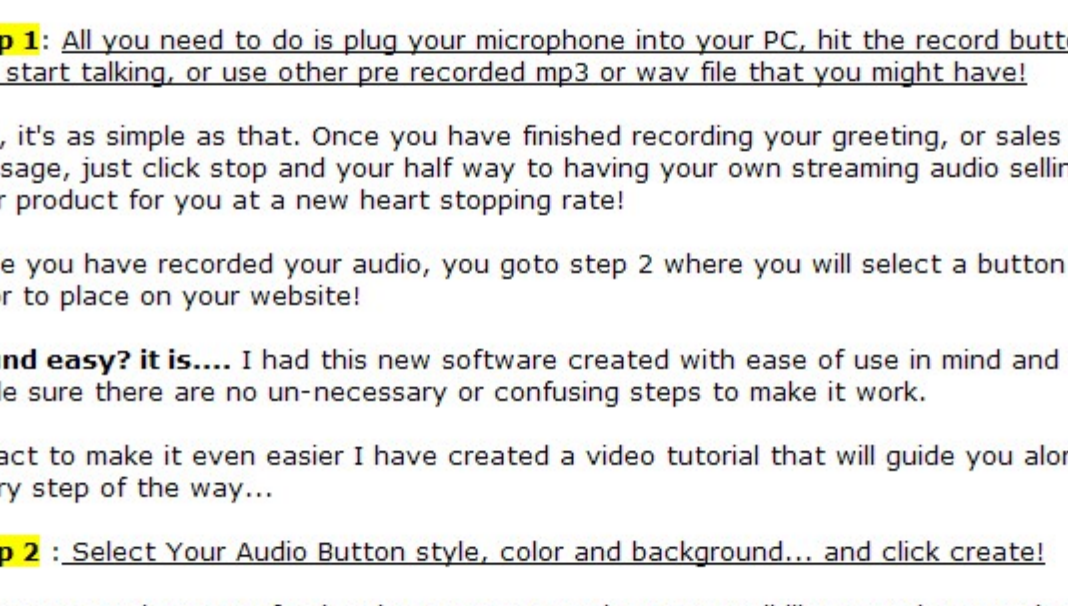 p 1: All you need to do is plug your microphone into your PC, hit the record butt
start talking, or use other pre recorded mp3 or wav file that you might have!
, it's as simple as that. Once you have finished recording your greeting, or sales
sage, just click stop and your half way to having your own streaming audio sellin
r product for you at a new heart stopping rate!
e you have recorded your audio, you goto step 2 where you will select a button
r to place on your website!
und easy? it is.... I had this new software created with ease of use in mind and
e sure there are no un-necessary or confusing steps to make it work.
act to make it even easier I have created a video tutorial that will guide you alon
ry step of the way...
p 2 : Select Your Audio Button style, color and background... and click create!